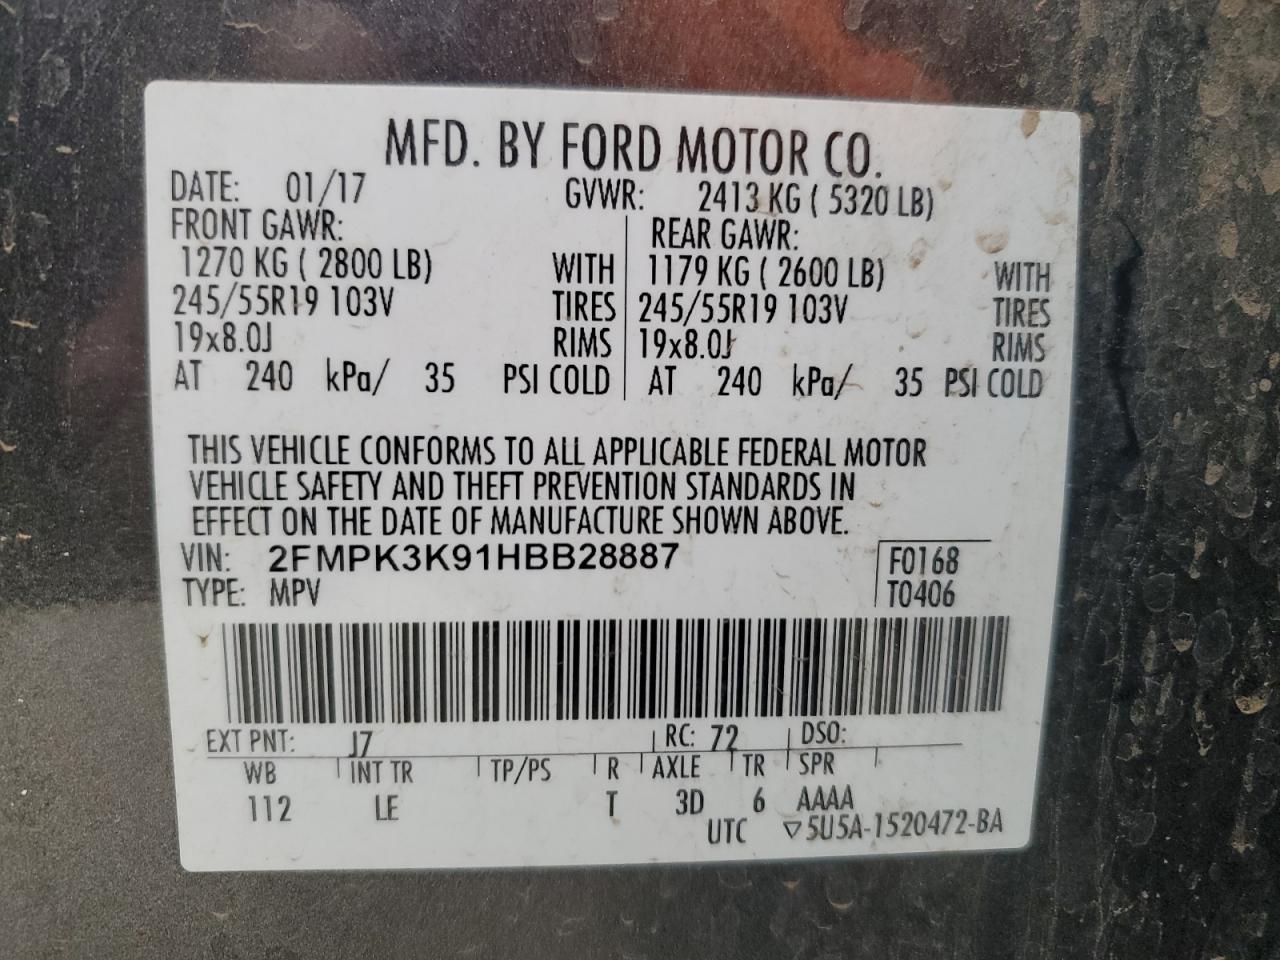 MFD. BY FORD MOTOR CO.
DATE: 01/17 GVWR: 2413 KG ( 5320 LB)
FRONT GAWR: REAR GAWR:
1270 KG ( 2800 LB) WITH 1179 KG ( 2600 LB) WITH
245/55R19 103V TIRES 245/55R19 103V TIRES
19x8.0J RIMS 19x8.0J RIMS
AT 240 kPa/ 35 PSI COLD AT 240 kPa/ 35 PSI COLD
THIS VEHICLE CONFORMS TO ALL APPLICABLE FEDERAL MOTOR
VEHICLE SAFETY AND THEFT PREVENTION STANDARDS IN
EFFECT ON THE DATE OF MANUFACTURE SHOWN ABOVE.
VIN: 2FMPK3K91HBB28887 F0168
TYPE: MPV T0406
EXT PNT: J7 RC: 72 DSO:
WB INT TR TP/PS R AXLE TR SPR
112 LE T 3D 6 AAAA
UTC ▽5U5A-1520472-BA